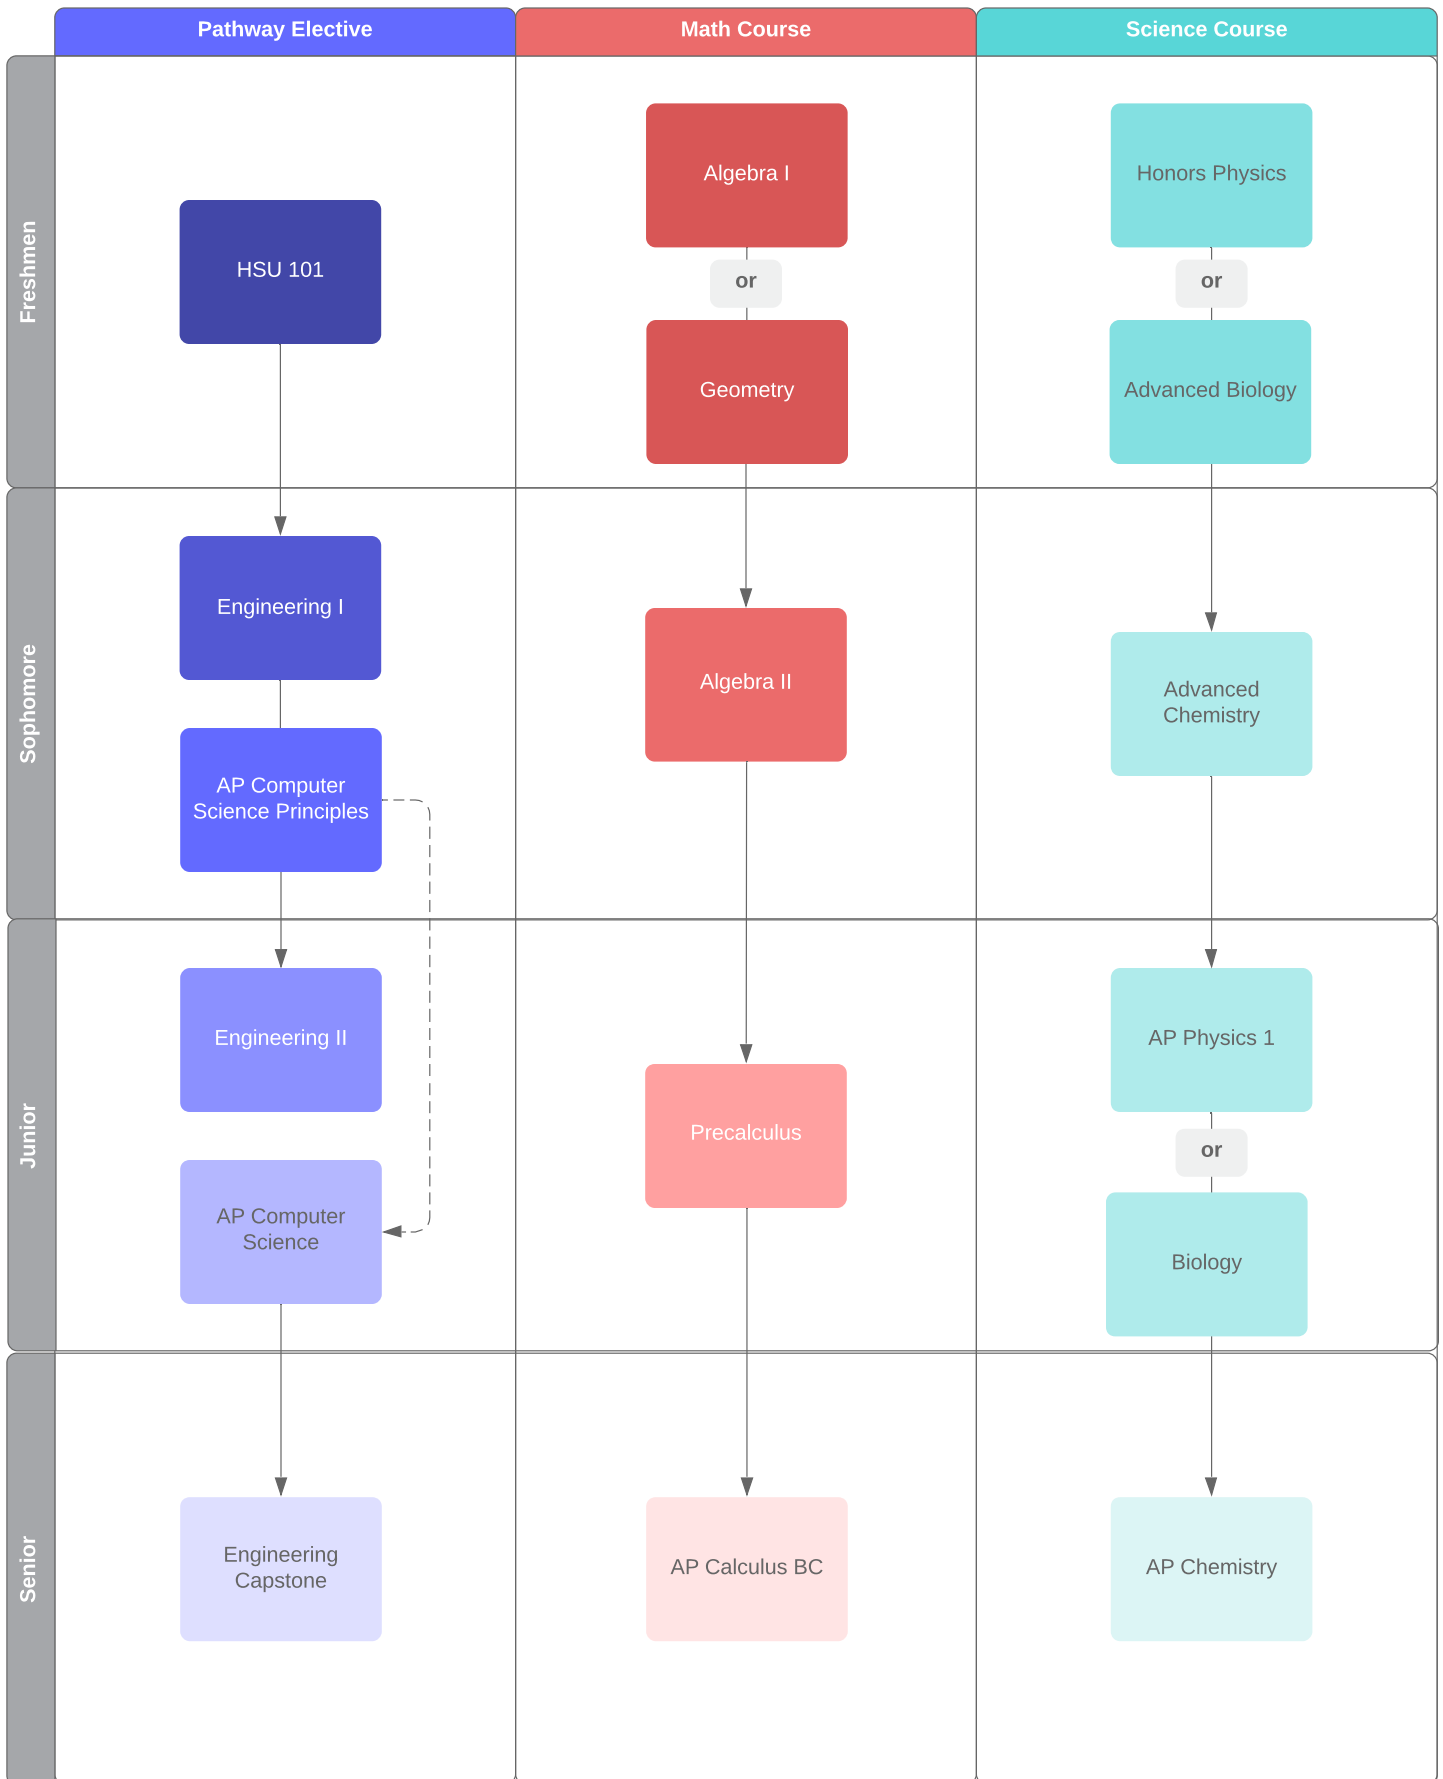 Pathway Elective
Math Course
Science Course
Freshmen
HSU 101
Algebra I
or
Geometry
Honors Physics
or
Advanced Biology
Sophomore
Engineering I
AP Computer
Science Principles
Algebra II
Advanced
Chemistry
Junior
Engineering II
AP Computer
Science
Precalculus
AP Physics 1
or
Biology
Senior
Engineering
Capstone
AP Calculus BC
AP Chemistry